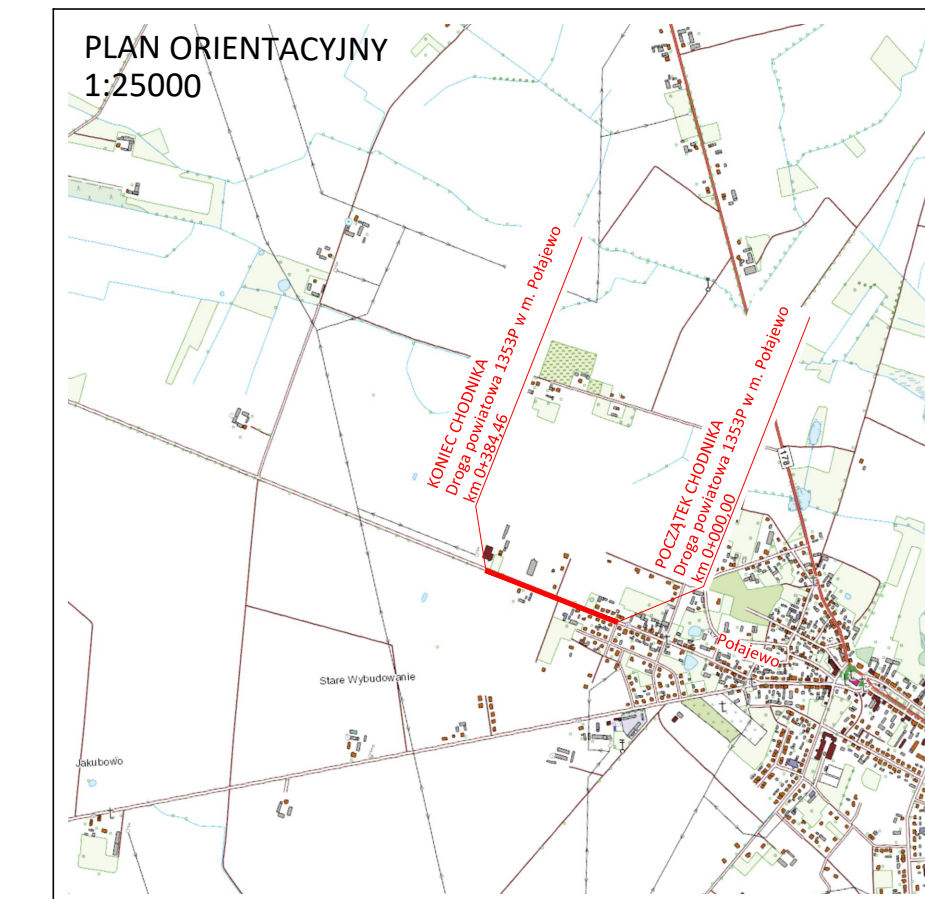 PLAN ORIENTACYJNY
1:25000
KONIEC CHODNIKA
Droga powiatowa 1353P w m. Połajewo
km 0+384,46
POCZĄTEK CHODNIKA
Droga powiatowa 1353P w m. Połajewo
km 0+000,00
178
Połajewo
Stare Wybudowanie
Jakubowo